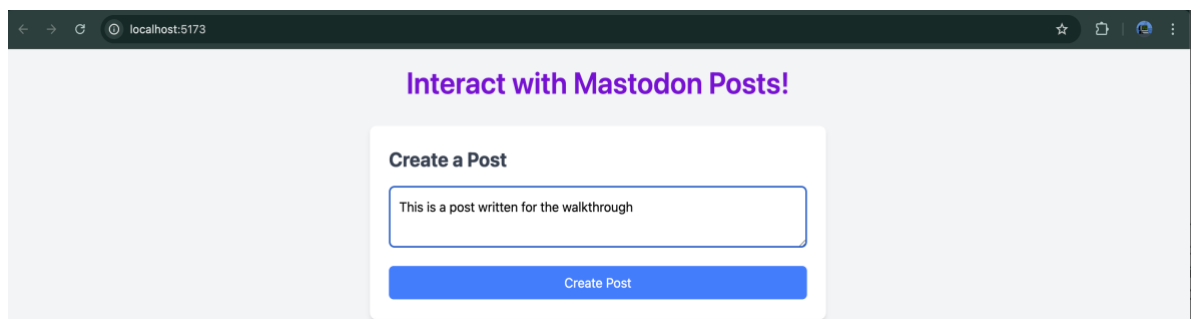 localhost:5173
Interact with Mastodon Posts!
Create a Post
This is a post written for the walkthrough
Create Post